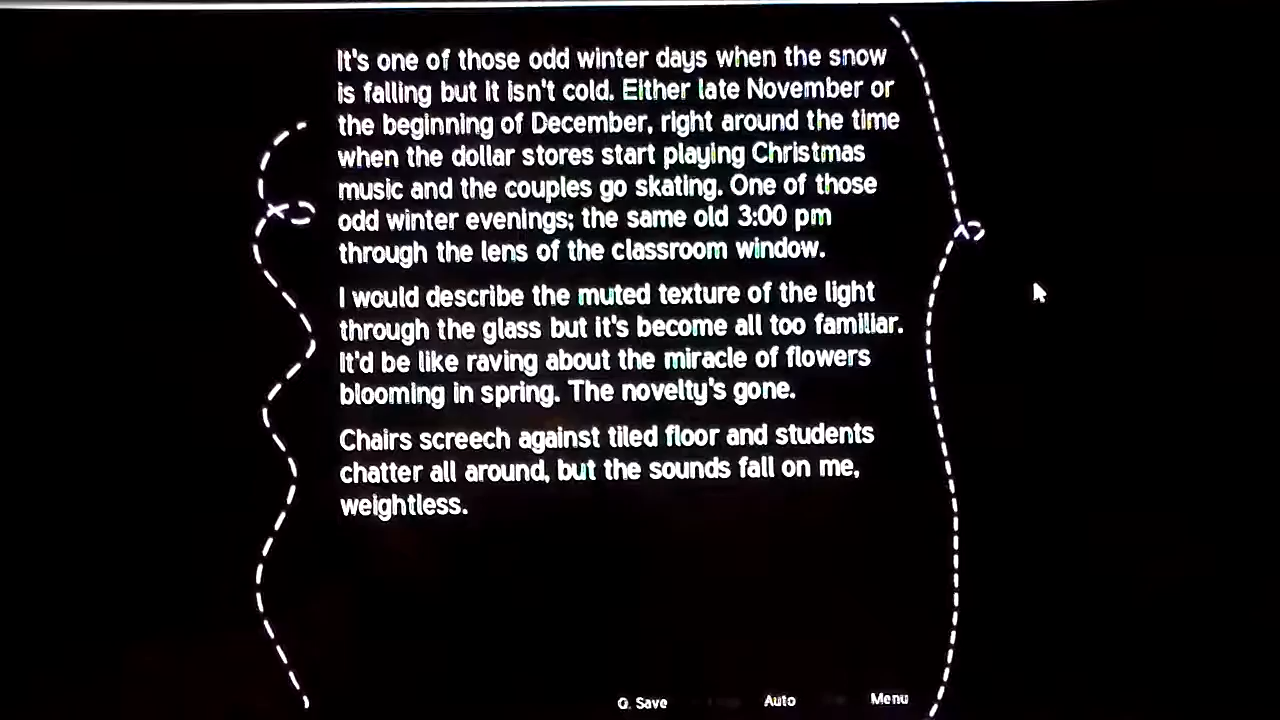 It's one of those odd winter days when the snow
is falling but it isn't cold. Either late November or
the beginning of December, right around the time
when the dollar stores start playing Christmas
music and the couples go skating. One of those
odd winter evenings; the same old 3:00 pm
through the lens of the classroom window.
I would describe the muted texture of the light
through the glass but it's become all too familiar.
It'd be like raving about the miracle of flowers
blooming in spring. The novelty's gone.
Chairs screech against tiled floor and students
chatter all around, but the sounds fall on me,
weightless.
Q. Save Auto Menu